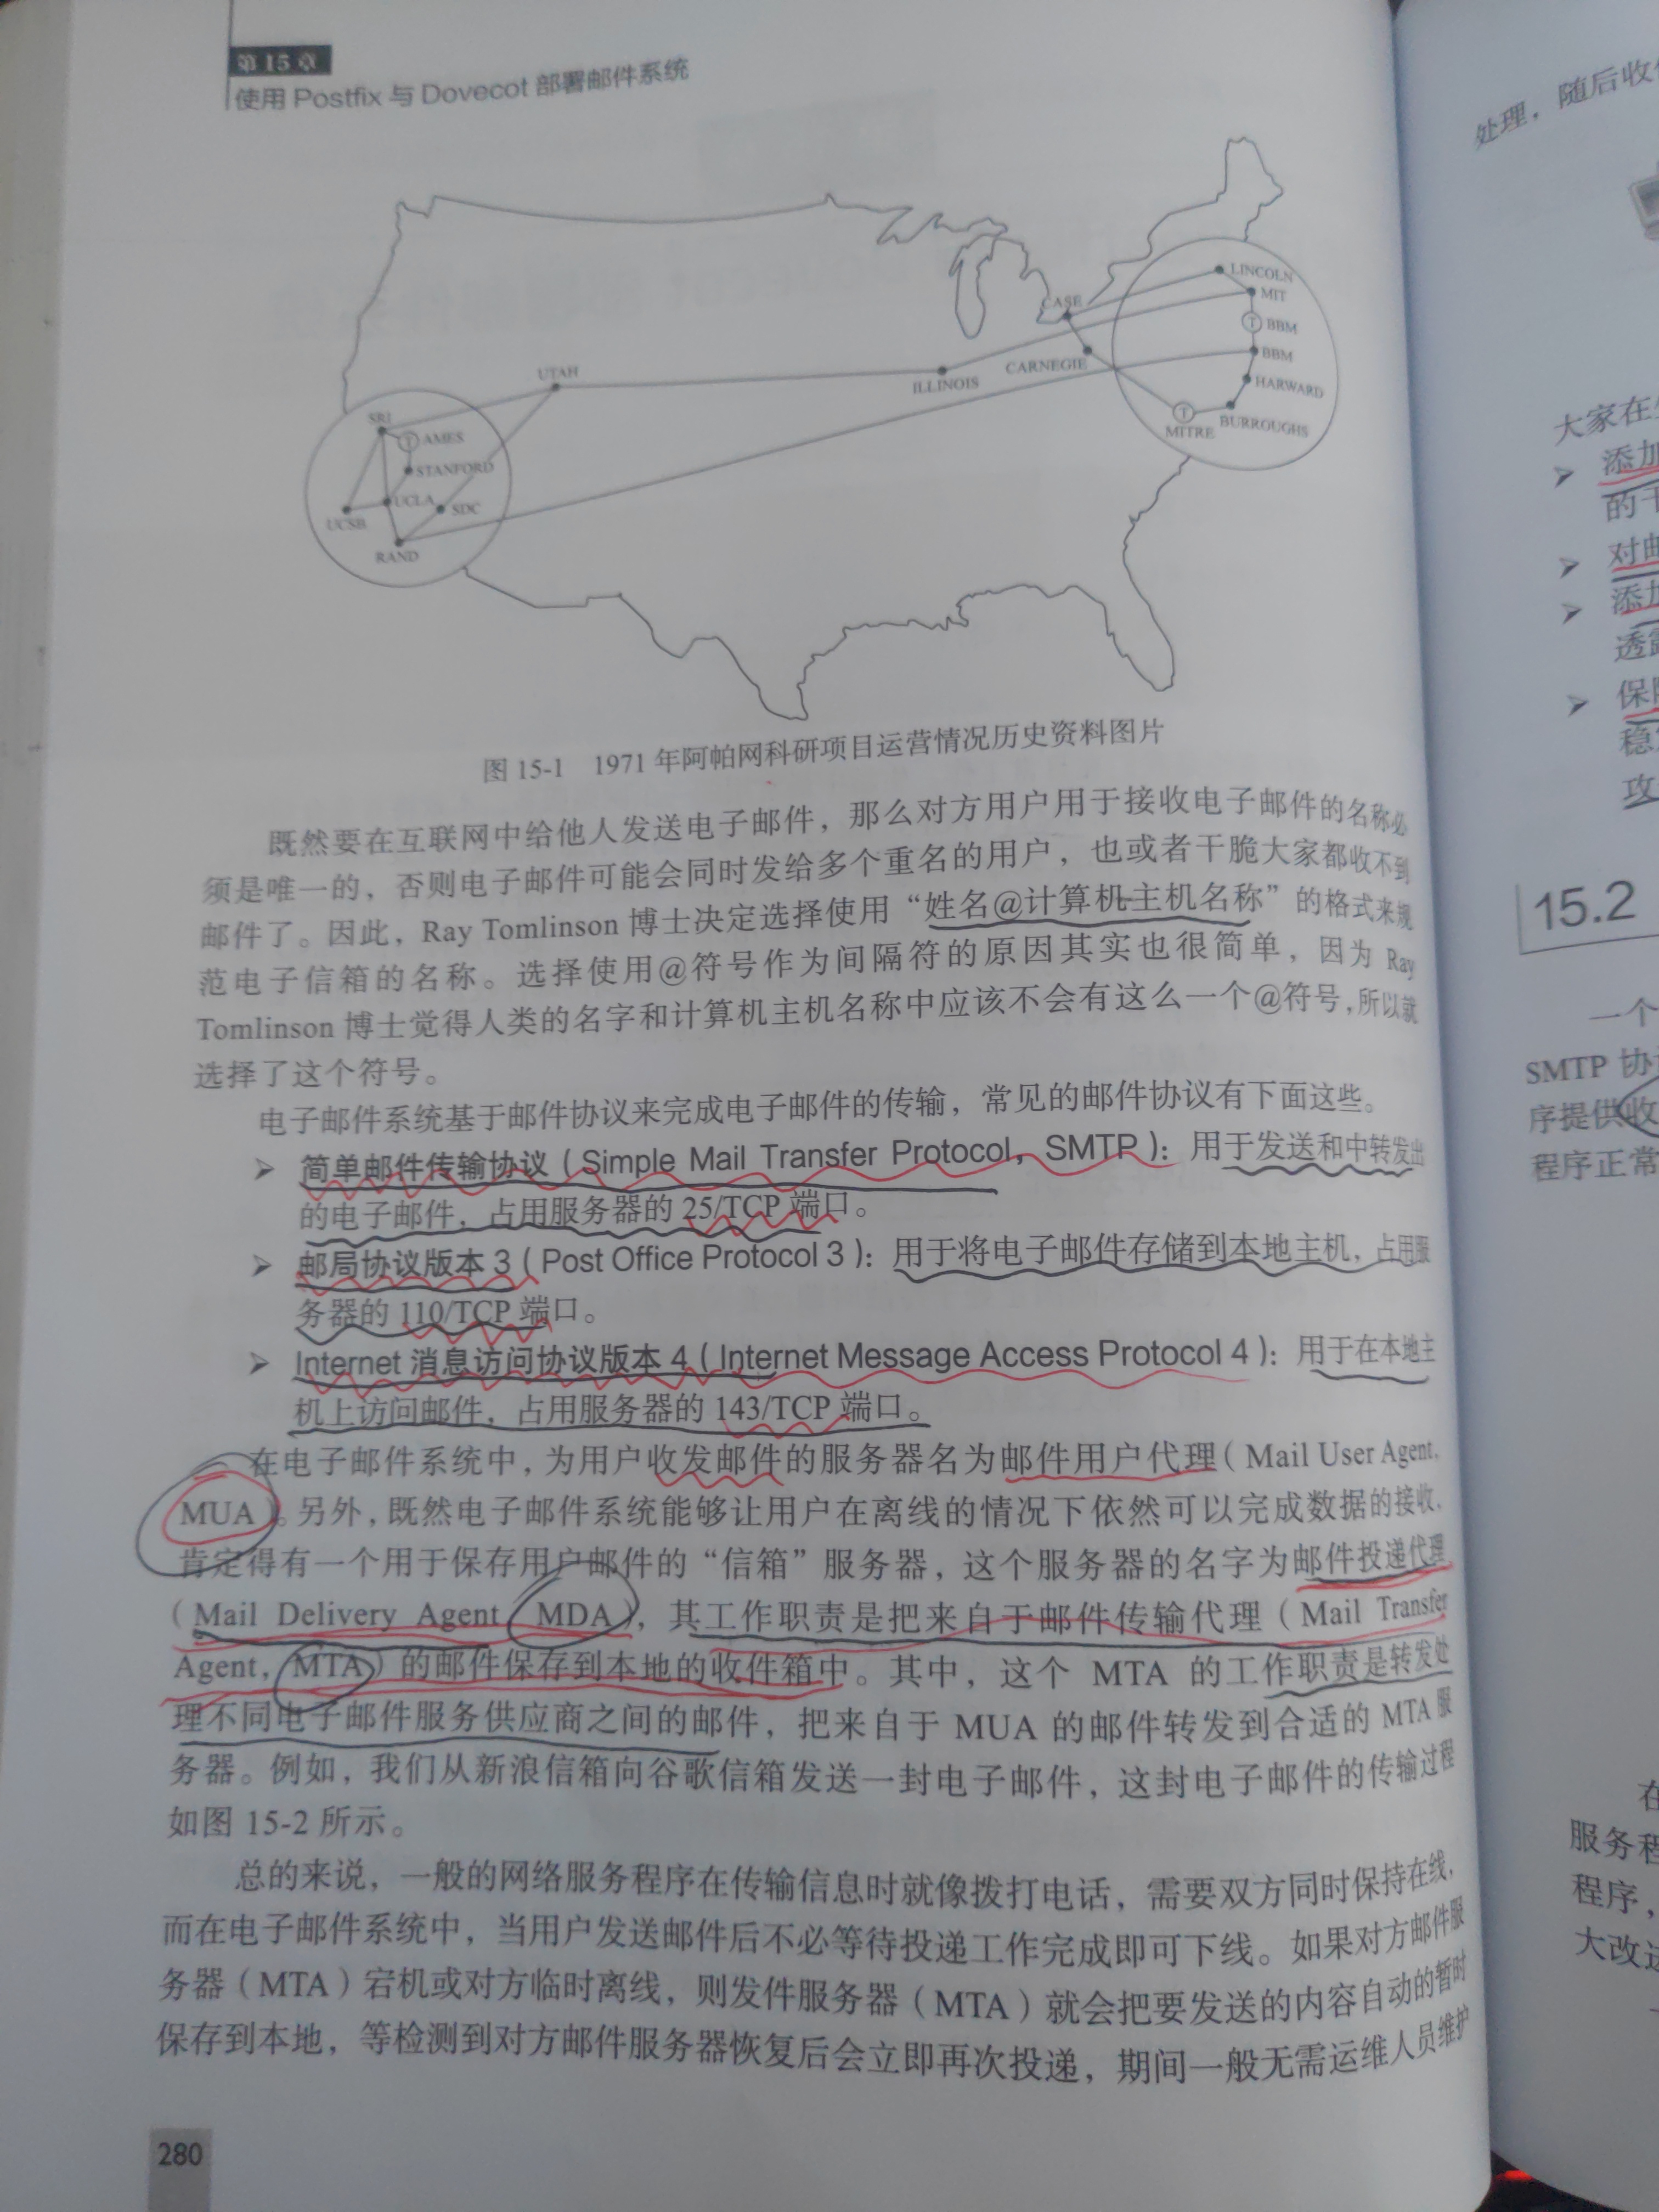 第15章
使用 Postfix 与 Dovecot 部署邮件系统
LINCOLN
CASE
MIT
T BBM
BBM
UTAH
CARNEGIE
ILLINOIS
HARWARD
SRI
T
BURROUGHS
MITRE
T AMES
STANFORD
UCLA
SDC
UCSB
RAND
图 15-1 1971 年阿帕网科研项目运营情况历史资料图片
既然要在互联网中给他人发送电子邮件，那么对方用户用于接收电子邮件的名称必
须是唯一的，否则电子邮件可能会同时发给多个重名的用户，也或者干脆大家都收不到
邮件了。因此，Ray Tomlinson 博士决定选择使用“姓名@计算机主机名称”的格式来规
范电子信箱的名称。选择使用@符号作为间隔符的原因其实也很简单，因为 Ray
Tomlinson 博士觉得人类的名字和计算机主机名称中应该不会有这么一个@符号，所以就
选择了这个符号。
电子邮件系统基于邮件协议来完成电子邮件的传输，常见的邮件协议有下面这些。
➢ 简单邮件传输协议（Simple Mail Transfer Protocol，SMTP）：用于发送和中转发出
的电子邮件，占用服务器的 25/TCP 端口。
➢ 邮局协议版本 3（Post Office Protocol 3）：用于将电子邮件存储到本地主机，占用服
务器的 110/TCP 端口。
➢ Internet 消息访问协议版本 4（Internet Message Access Protocol 4）：用于在本地主
机上访问邮件，占用服务器的 143/TCP 端口。
在电子邮件系统中，为用户收发邮件的服务器名为邮件用户代理（Mail User Agent，
MUA）。另外，既然电子邮件系统能够让用户在离线的情况下依然可以完成数据的接收，
肯定得有一个用于保存用户邮件的“信箱”服务器，这个服务器的名字为邮件投递代理
（Mail Delivery Agent，MDA），其工作职责是把来自于邮件传输代理（Mail Transfer
Agent，MTA）的邮件保存到本地的收件箱中。其中，这个 MTA 的工作职责是转发处
理不同电子邮件服务供应商之间的邮件，把来自于 MUA 的邮件转发到合适的 MTA 服
务器。例如，我们从新浪信箱向谷歌信箱发送一封电子邮件，这封电子邮件的传输过程
如图 15-2 所示。
总的来说，一般的网络服务程序在传输信息时就像拨打电话，需要双方同时保持在线，
而在电子邮件系统中，当用户发送邮件后不必等待投递工作完成即可下线。如果对方邮件服
务器（MTA）宕机或对方临时离线，则发件服务器（MTA）就会把要发送的内容自动的暂时
保存到本地，等检测到对方邮件服务器恢复后会立即再次投递，期间一般无需运维人员维护
280
处理，随后收
大家在
➢ 添加
的干
➢ 对
➢ 添加
透露
➢ 保
稳
攻
15.2
一个
SMTP 协
序提供收
程序正常
在
服务程
程序，
大改